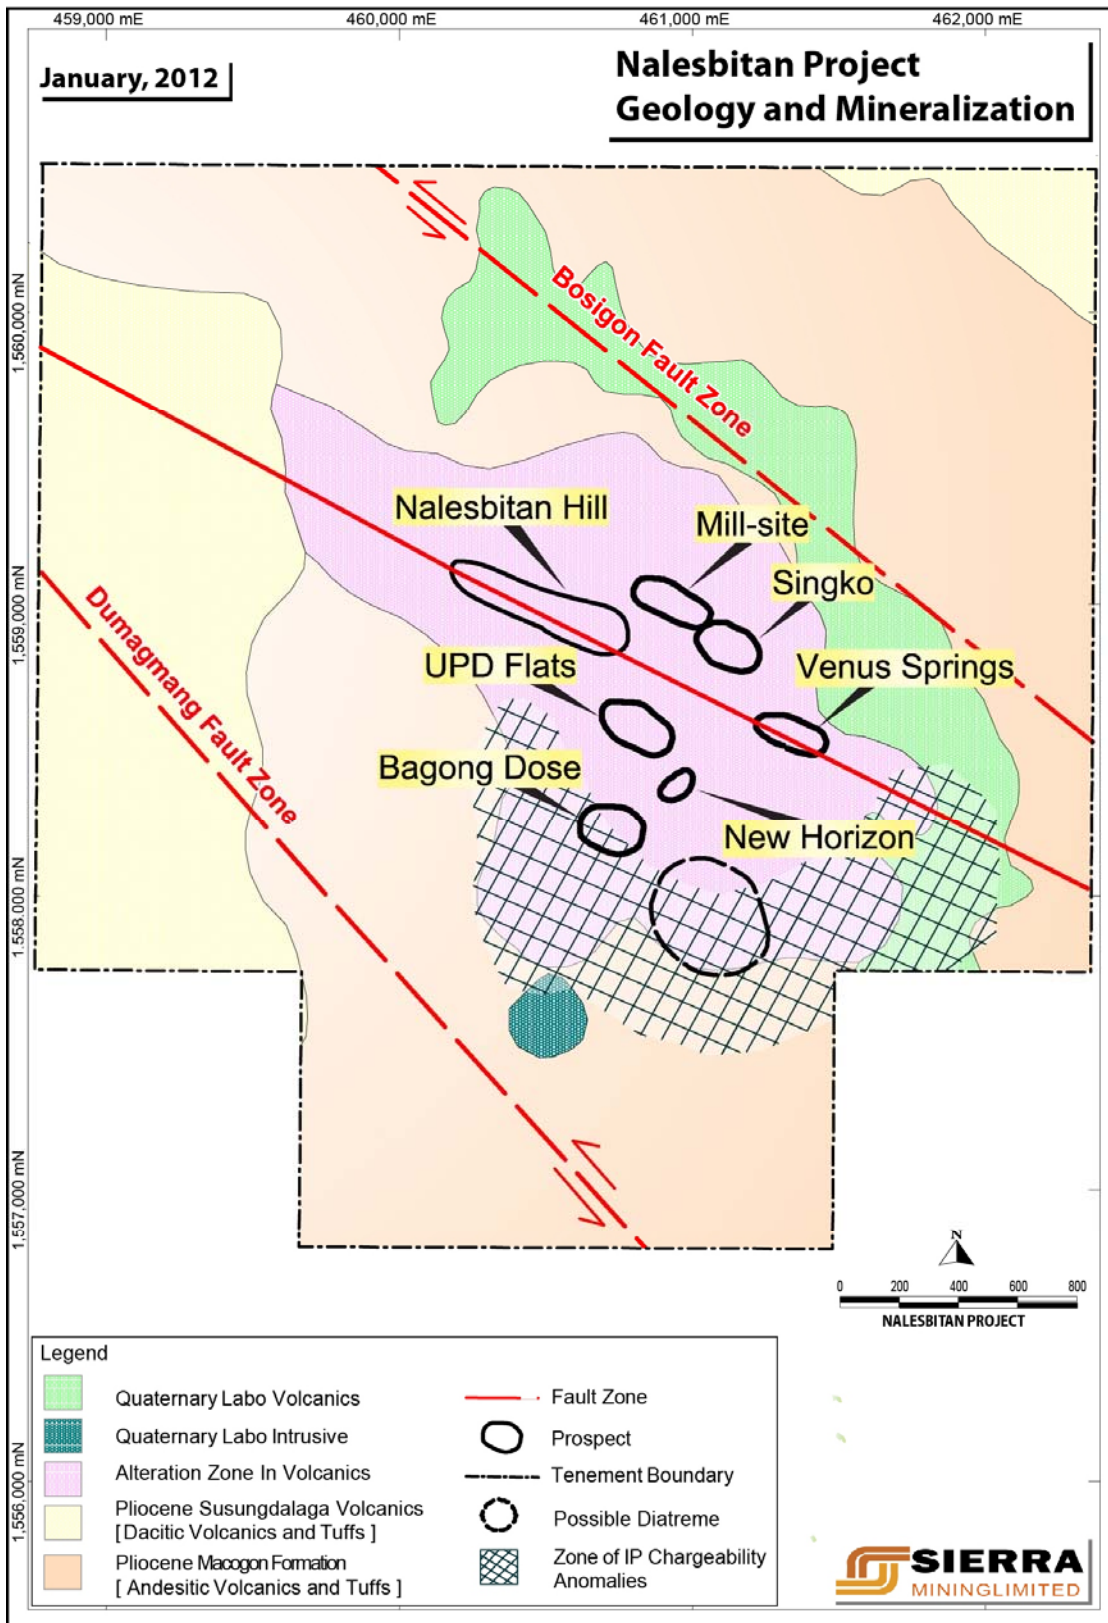 459,000 mE
460,000 mE
461,000 mE
462,000 mE
January, 2012
Nalesbitan Project
Geology and Mineralization
1,560,000 mN
1,559,000 mN
1,558,000 mN
1,557,000 mN
1,556,000 mN
Bosigon Fault Zone
Nalesbitan Hill
Mill-site
Singko
UPD Flats
Venus Springs
Dumagmang Fault Zone
Bagong Dose
New Horizon
N
0 200 400 600 800
NALESBITAN PROJECT
Legend
Quaternary Labo Volcanics
Quaternary Labo Intrusive
Alteration Zone In Volcanics
Pliocene Susungdalaga Volcanics
[ Dacitic Volcanics and Tuffs ]
Pliocene Macogon Formation
[ Andesitic Volcanics and Tuffs ]
Fault Zone
Prospect
Tenement Boundary
Possible Diatreme
Zone of IP Chargeability
Anomalies
SIERRA
MININGLIMITED